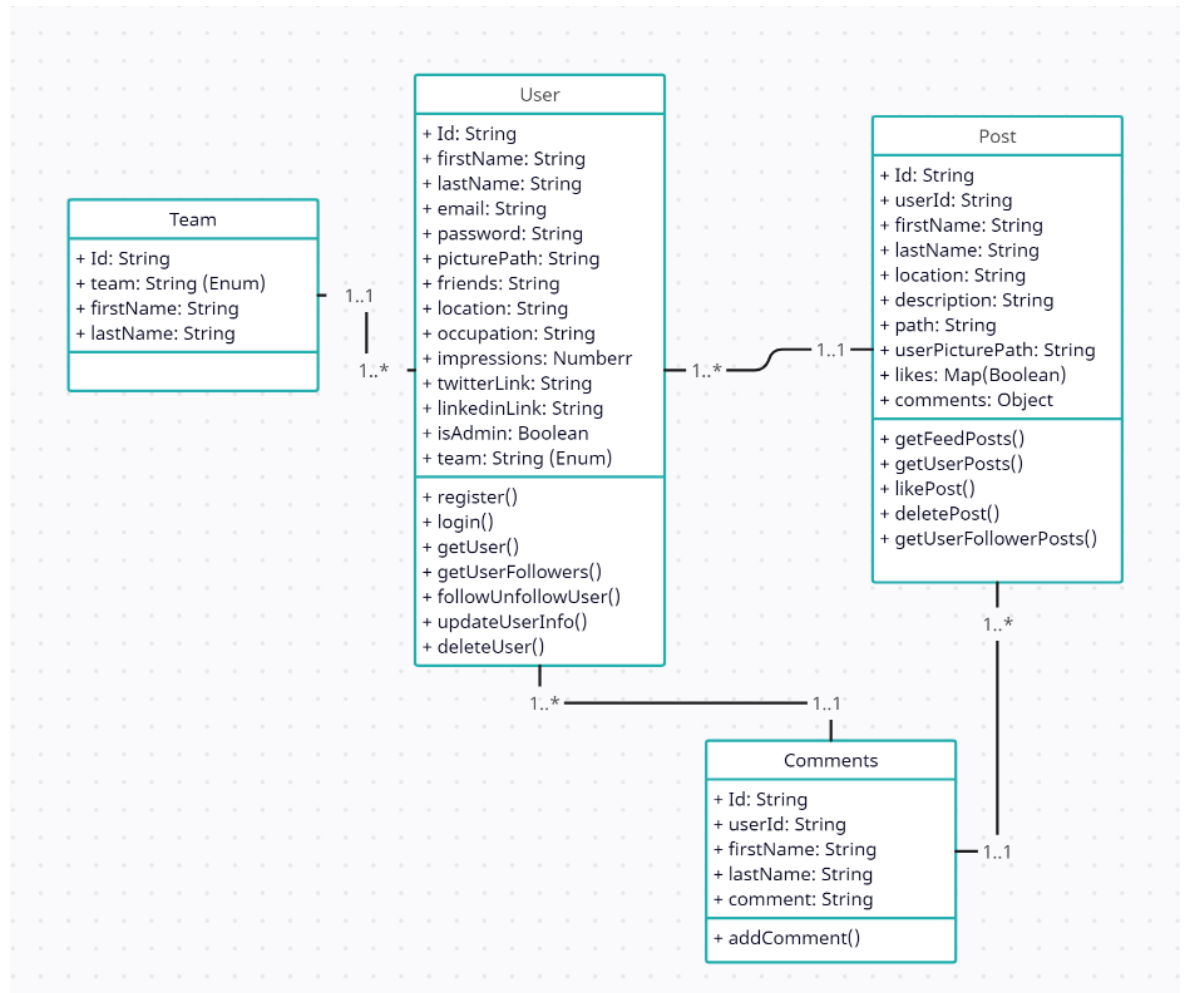 Team
+ Id: String
+ team: String (Enum)
+ firstName: String
+ lastName: String
1..1
1..*
User
+ Id: String
+ firstName: String
+ lastName: String
+ email: String
+ password: String
+ picturePath: String
+ friends: String
+ location: String
+ occupation: String
+ impressions: Numberr
+ twitterLink: String
+ linkedinLink: String
+ isAdmin: Boolean
+ team: String (Enum)
+ register()
+ login()
+ getUser()
+ getUserFollowers()
+ followUnfollowUser()
+ updateUserInfo()
+ deleteUser()
1..*
1..1
Post
+ Id: String
+ userId: String
+ firstName: String
+ lastName: String
+ location: String
+ description: String
+ path: String
+ userPicturePath: String
+ likes: Map(Boolean)
+ comments: Object
+ getFeedPosts()
+ getUserPosts()
+ likePost()
+ deletePost()
+ getUserFollowerPosts()
1..*
1..*
1..1
Comments
+ Id: String
+ userId: String
+ firstName: String
+ lastName: String
+ comment: String
+ addComment()
1..1